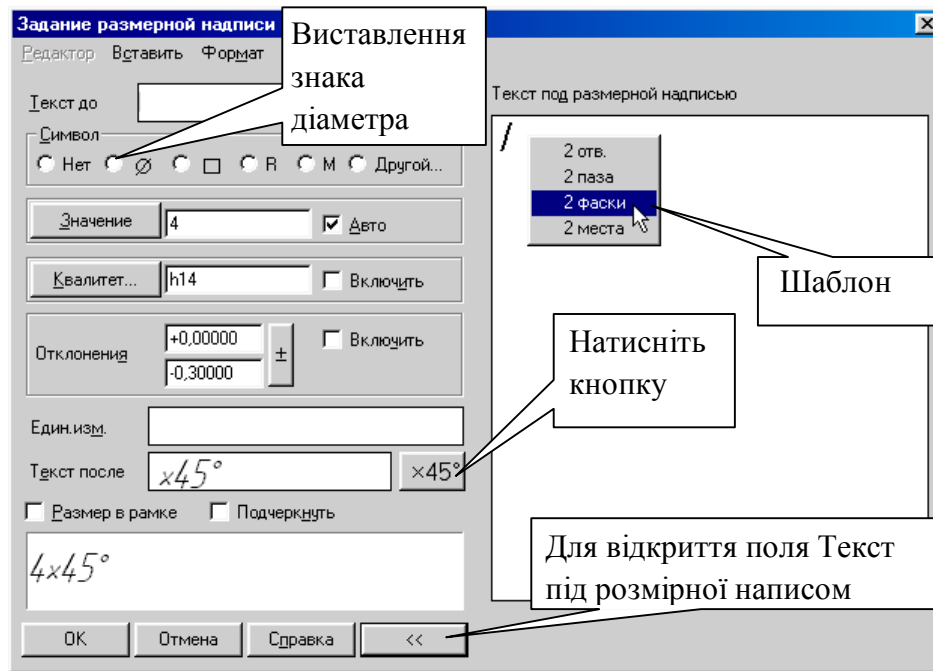 Задание размерной надписи
Редактор Вставить Формат
Виставлення
знака
діаметра
Текст до
Символ
Нет Ø □ R М Другой...
Значение 4 Авто
Квалитет... h14 Включить
Отклонения +0,00000 ± Включить
-0,30000
Един.изм.
Текст после ×45° ×45°
Размер в рамке Подчеркнуть
4×45°
OK Отмена Справка <<
Текст под размерной надписью
2 отв.
2 паза
2 фаски
2 места
Шаблон
Натисніть
кнопку
Для відкриття поля Текст
під розмірної написом